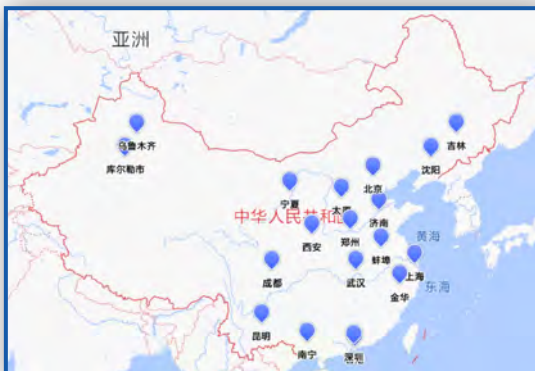 亚洲
乌鲁木齐
库尔勒市
吉林
沈阳
北京
宁夏
太原
济南
中华人民共和国
西安
郑州
蚌埠
黄海
上海
成都
武汉
金华
东海
昆明
南宁
深圳